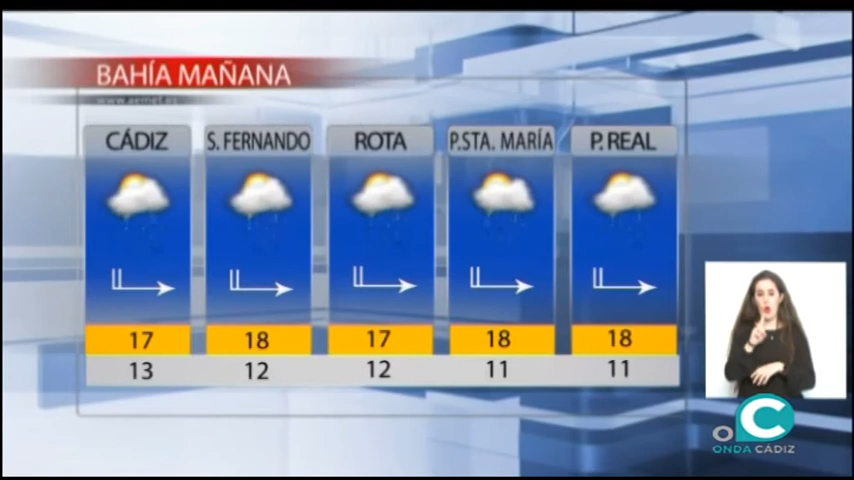 BAHÍA MAÑANA
www.aemet.es
CÁDIZ S. FERNANDO ROTA P.STA. MARÍA P. REAL
17 18 17 18 18
13 12 12 11 11
C
ONDA CÁDIZ